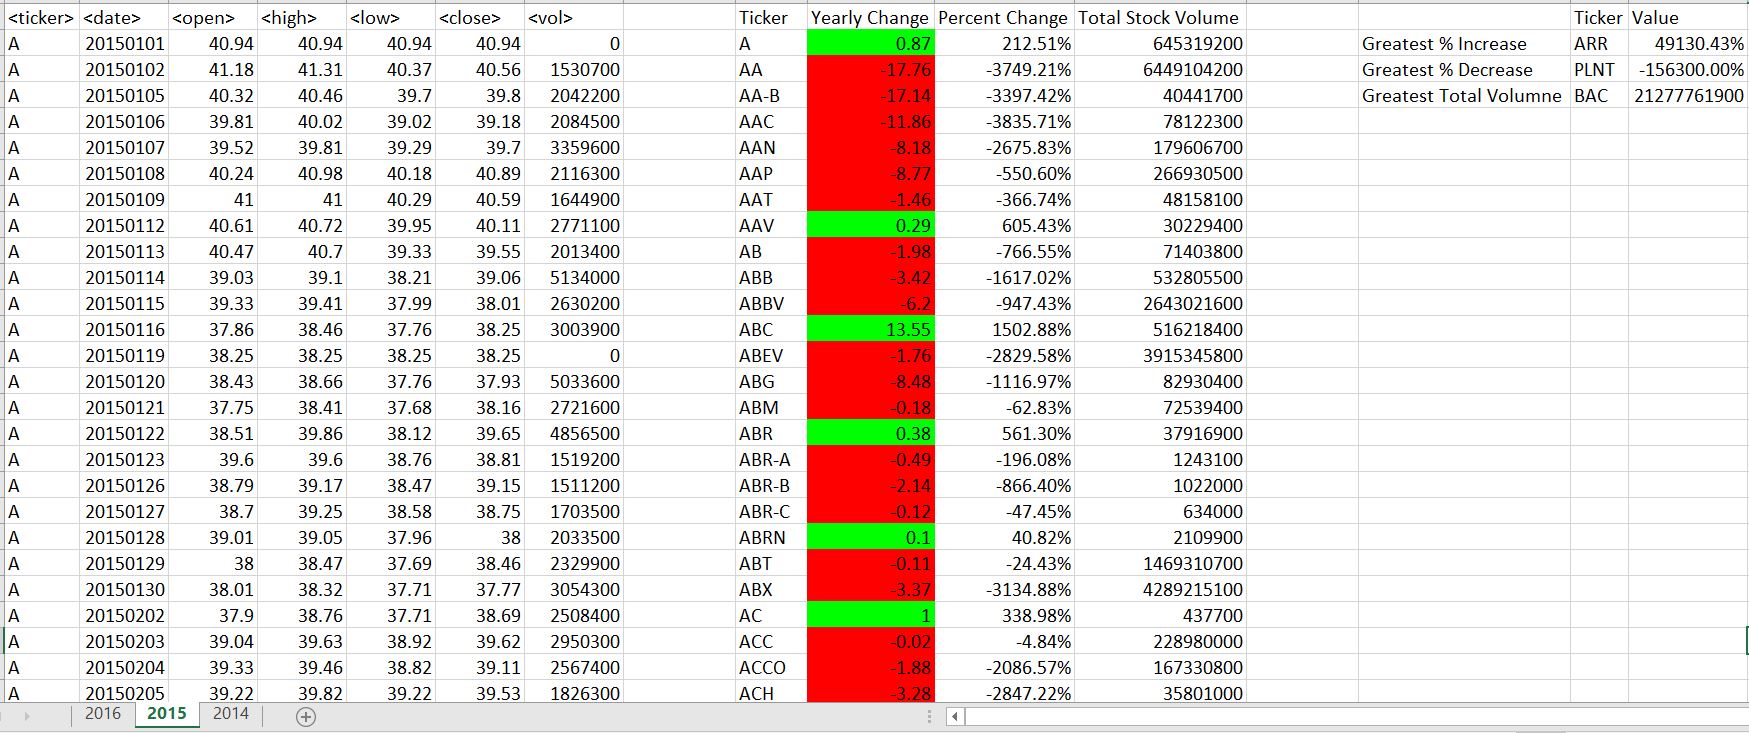 <ticker> <date> <open> <high> <low> <close> <vol> Ticker Yearly Change Percent Change Total Stock Volume Ticker Value
A 20150101 40.94 40.94 40.94 40.94 0 A 0.87 212.51% 645319200 Greatest % Increase ARR 49130.43%
A 20150102 41.18 41.31 40.37 40.56 1530700 AA -17.76 -3749.21% 6449104200 Greatest % Decrease PLNT -156300.00%
A 20150105 40.32 40.46 39.7 39.8 2042200 AA-B -17.14 -3397.42% 40441700 Greatest Total Volumne BAC 21277761900
A 20150106 39.81 40.02 39.02 39.18 2084500 AAC -11.86 -3835.71% 78122300
A 20150107 39.52 39.81 39.29 39.7 3359600 AAN -8.18 -2675.83% 179606700
A 20150108 40.24 40.98 40.18 40.89 2116300 AAP -8.77 -550.60% 266930500
A 20150109 41 41 40.29 40.59 1644900 AAT -1.46 -366.74% 48158100
A 20150112 40.61 40.72 39.95 40.11 2771100 AAV 0.29 605.43% 30229400
A 20150113 40.47 40.7 39.33 39.55 2013400 AB -1.98 -766.55% 71403800
A 20150114 39.03 39.1 38.21 39.06 5134000 ABB -3.42 -1617.02% 532805500
A 20150115 39.33 39.41 37.99 38.01 2630200 ABBV -6.2 -947.43% 2643021600
A 20150116 37.86 38.46 37.76 38.25 3003900 ABC 13.55 1502.88% 516218400
A 20150119 38.25 38.25 38.25 38.25 0 ABEV -1.76 -2829.58% 3915345800
A 20150120 38.43 38.66 37.76 37.93 5033600 ABG -8.48 -1116.97% 82930400
A 20150121 37.75 38.41 37.68 38.16 2721600 ABM -0.18 -62.83% 72539400
A 20150122 38.51 39.86 38.12 39.65 4856500 ABR 0.38 561.30% 37916900
A 20150123 39.6 39.6 38.76 38.81 1519200 ABR-A -0.49 -196.08% 1243100
A 20150126 38.79 39.17 38.47 39.15 1511200 ABR-B -2.14 -866.40% 1022000
A 20150127 38.7 39.25 38.58 38.75 1703500 ABR-C -0.12 -47.45% 634000
A 20150128 39.01 39.05 37.96 38 2033500 ABRN 0.1 40.82% 2109900
A 20150129 38 38.47 37.69 38.46 2329900 ABT -0.11 -24.43% 1469310700
A 20150130 38.01 38.32 37.71 37.77 3054300 ABX -3.37 -3134.88% 4289215100
A 20150202 37.9 38.76 37.71 38.69 2508400 AC 1 338.98% 437700
A 20150203 39.04 39.63 38.92 39.62 2950300 ACC -0.02 -4.84% 228980000
A 20150204 39.33 39.46 38.82 39.11 2567400 ACCO -1.88 -2086.57% 167330800
A 20150205 39.22 39.82 39.22 39.53 1826300 ACH -3.28 -2847.22% 35801000
2016 2015 2014